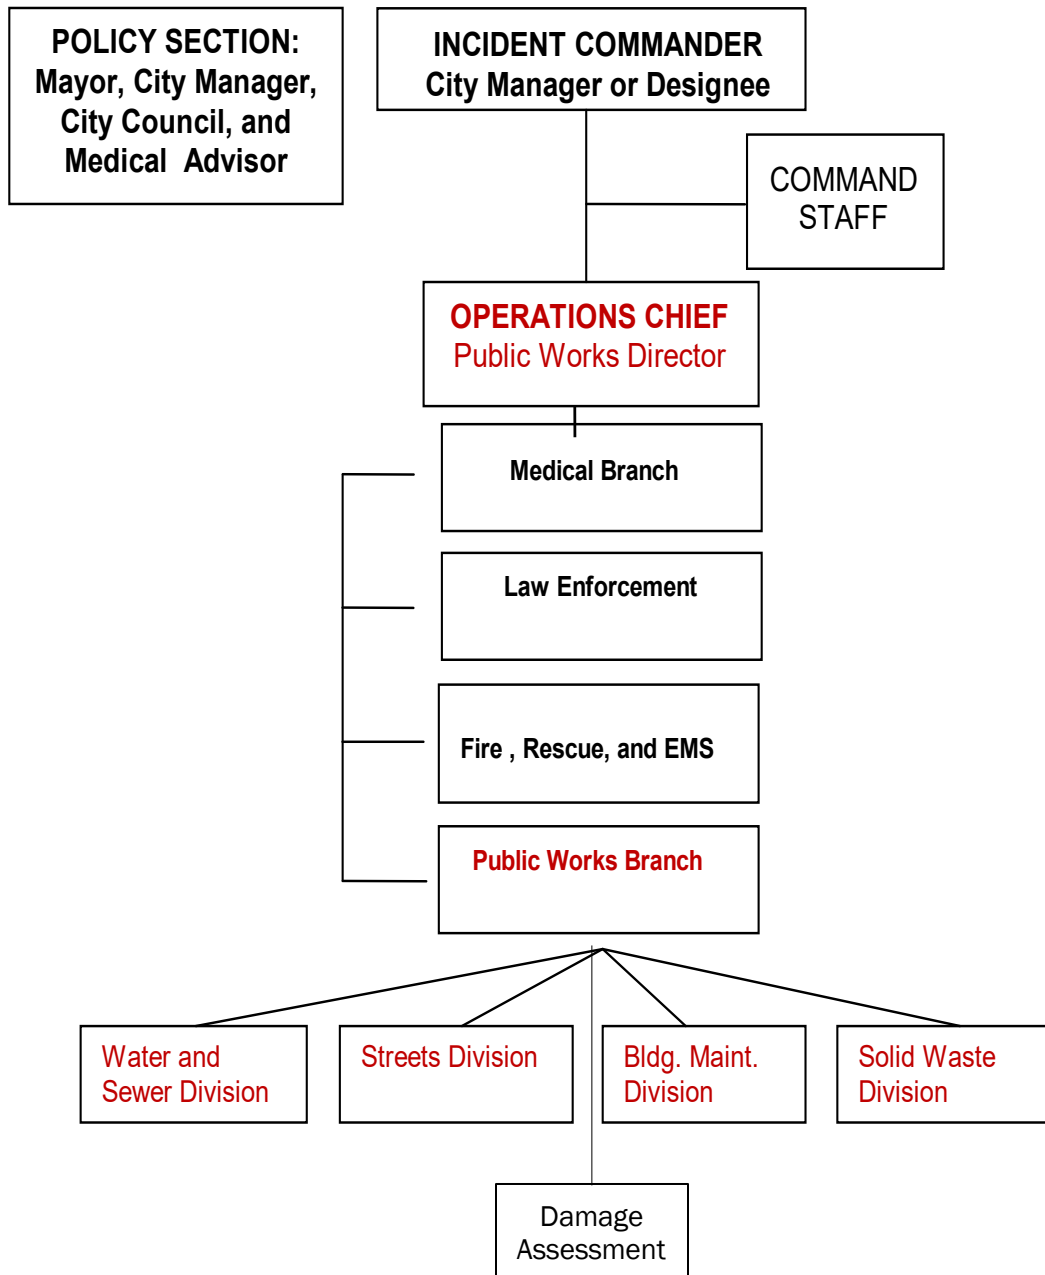 POLICY SECTION:
Mayor, City Manager,
City Council, and
Medical Advisor
INCIDENT COMMANDER
City Manager or Designee
COMMAND
STAFF
OPERATIONS CHIEF
Public Works Director
Medical Branch
Law Enforcement
Fire , Rescue, and EMS
Public Works Branch
Water and
Sewer Division
Streets Division
Bldg. Maint.
Division
Solid Waste
Division
Damage
Assessment